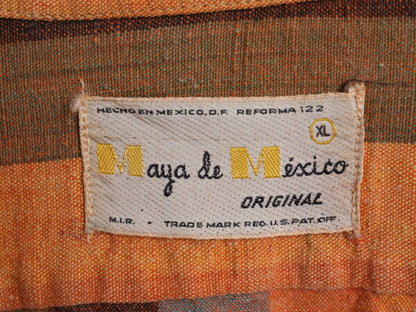 HECHO EN MEXICO, D.F. REFORMA 122
XL
Maya de México
ORIGINAL
M.I.R. - TRADE MARK REG. U.S. PAT. OFF.